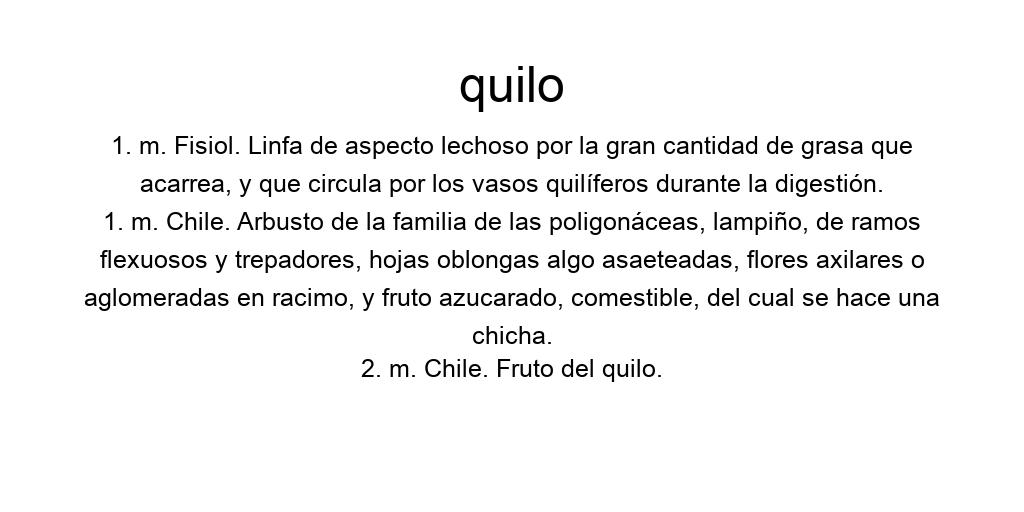 quilo
1. m. Fisiol. Linfa de aspecto lechoso por la gran cantidad de grasa que
acarrea, y que circula por los vasos quilíferos durante la digestión.
1. m. Chile. Arbusto de la familia de las poligonáceas, lampiño, de ramos
flexuosos y trepadores, hojas oblongas algo asaeteadas, flores axilares o
aglomeradas en racimo, y fruto azucarado, comestible, del cual se hace una
chicha.
2. m. Chile. Fruto del quilo.